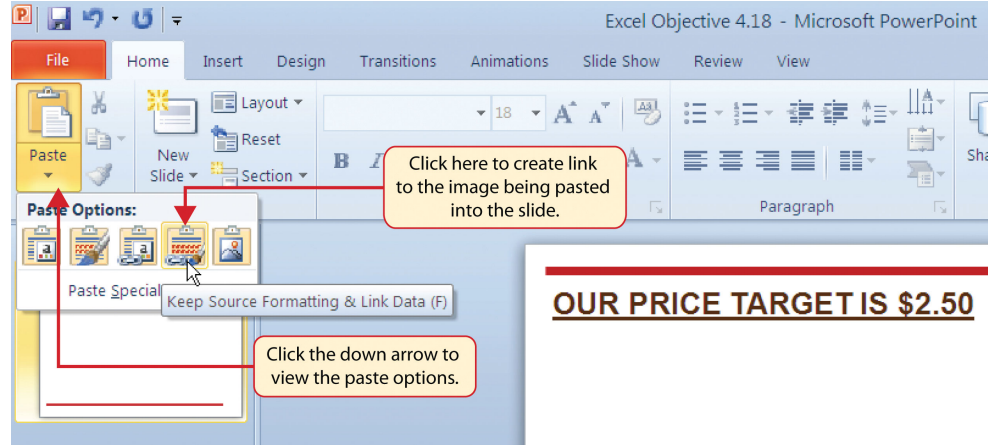 Excel Objective 4.18 - Microsoft PowerPoint
File Home Insert Design Transitions Animations Slide Show Review View
Paste
New
Slide
Layout
Reset
Section
18
B I
A
Paragraph
Click here to create link
to the image being pasted
into the slide.
Paste Options:
Paste Special
Keep Source Formatting & Link Data (F)
Click the down arrow to
view the paste options.
OUR PRICE TARGET IS $2.50